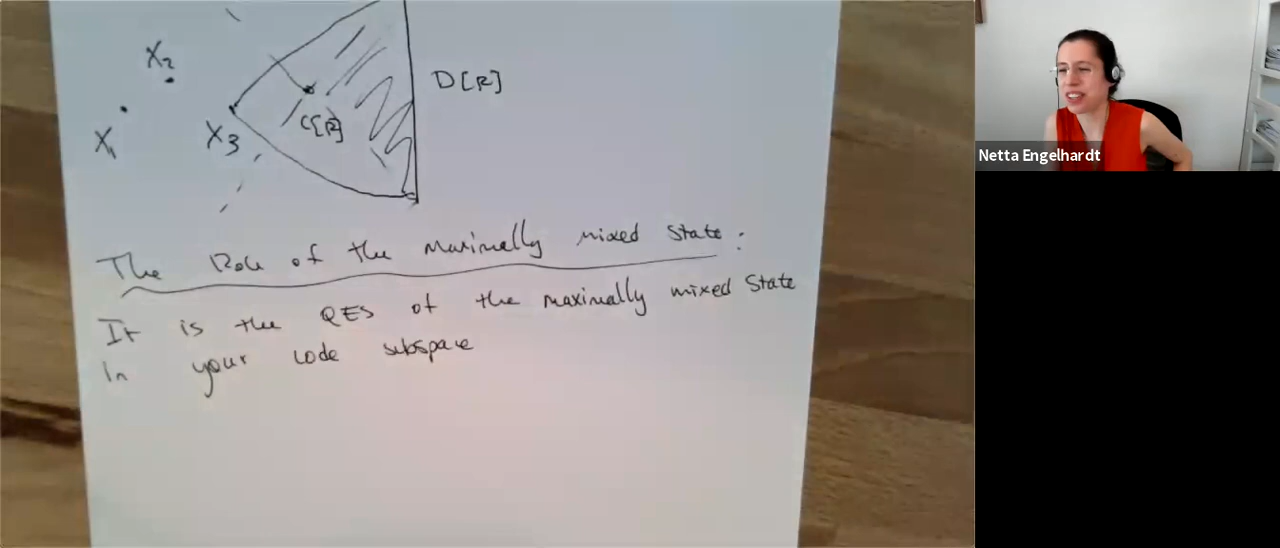 X₂
D[R]
X₁
X₃
C[R]
The Role of the maximally mixed state:
It is the QES of the maximally mixed state
in your code subspace
Netta Engelhardt